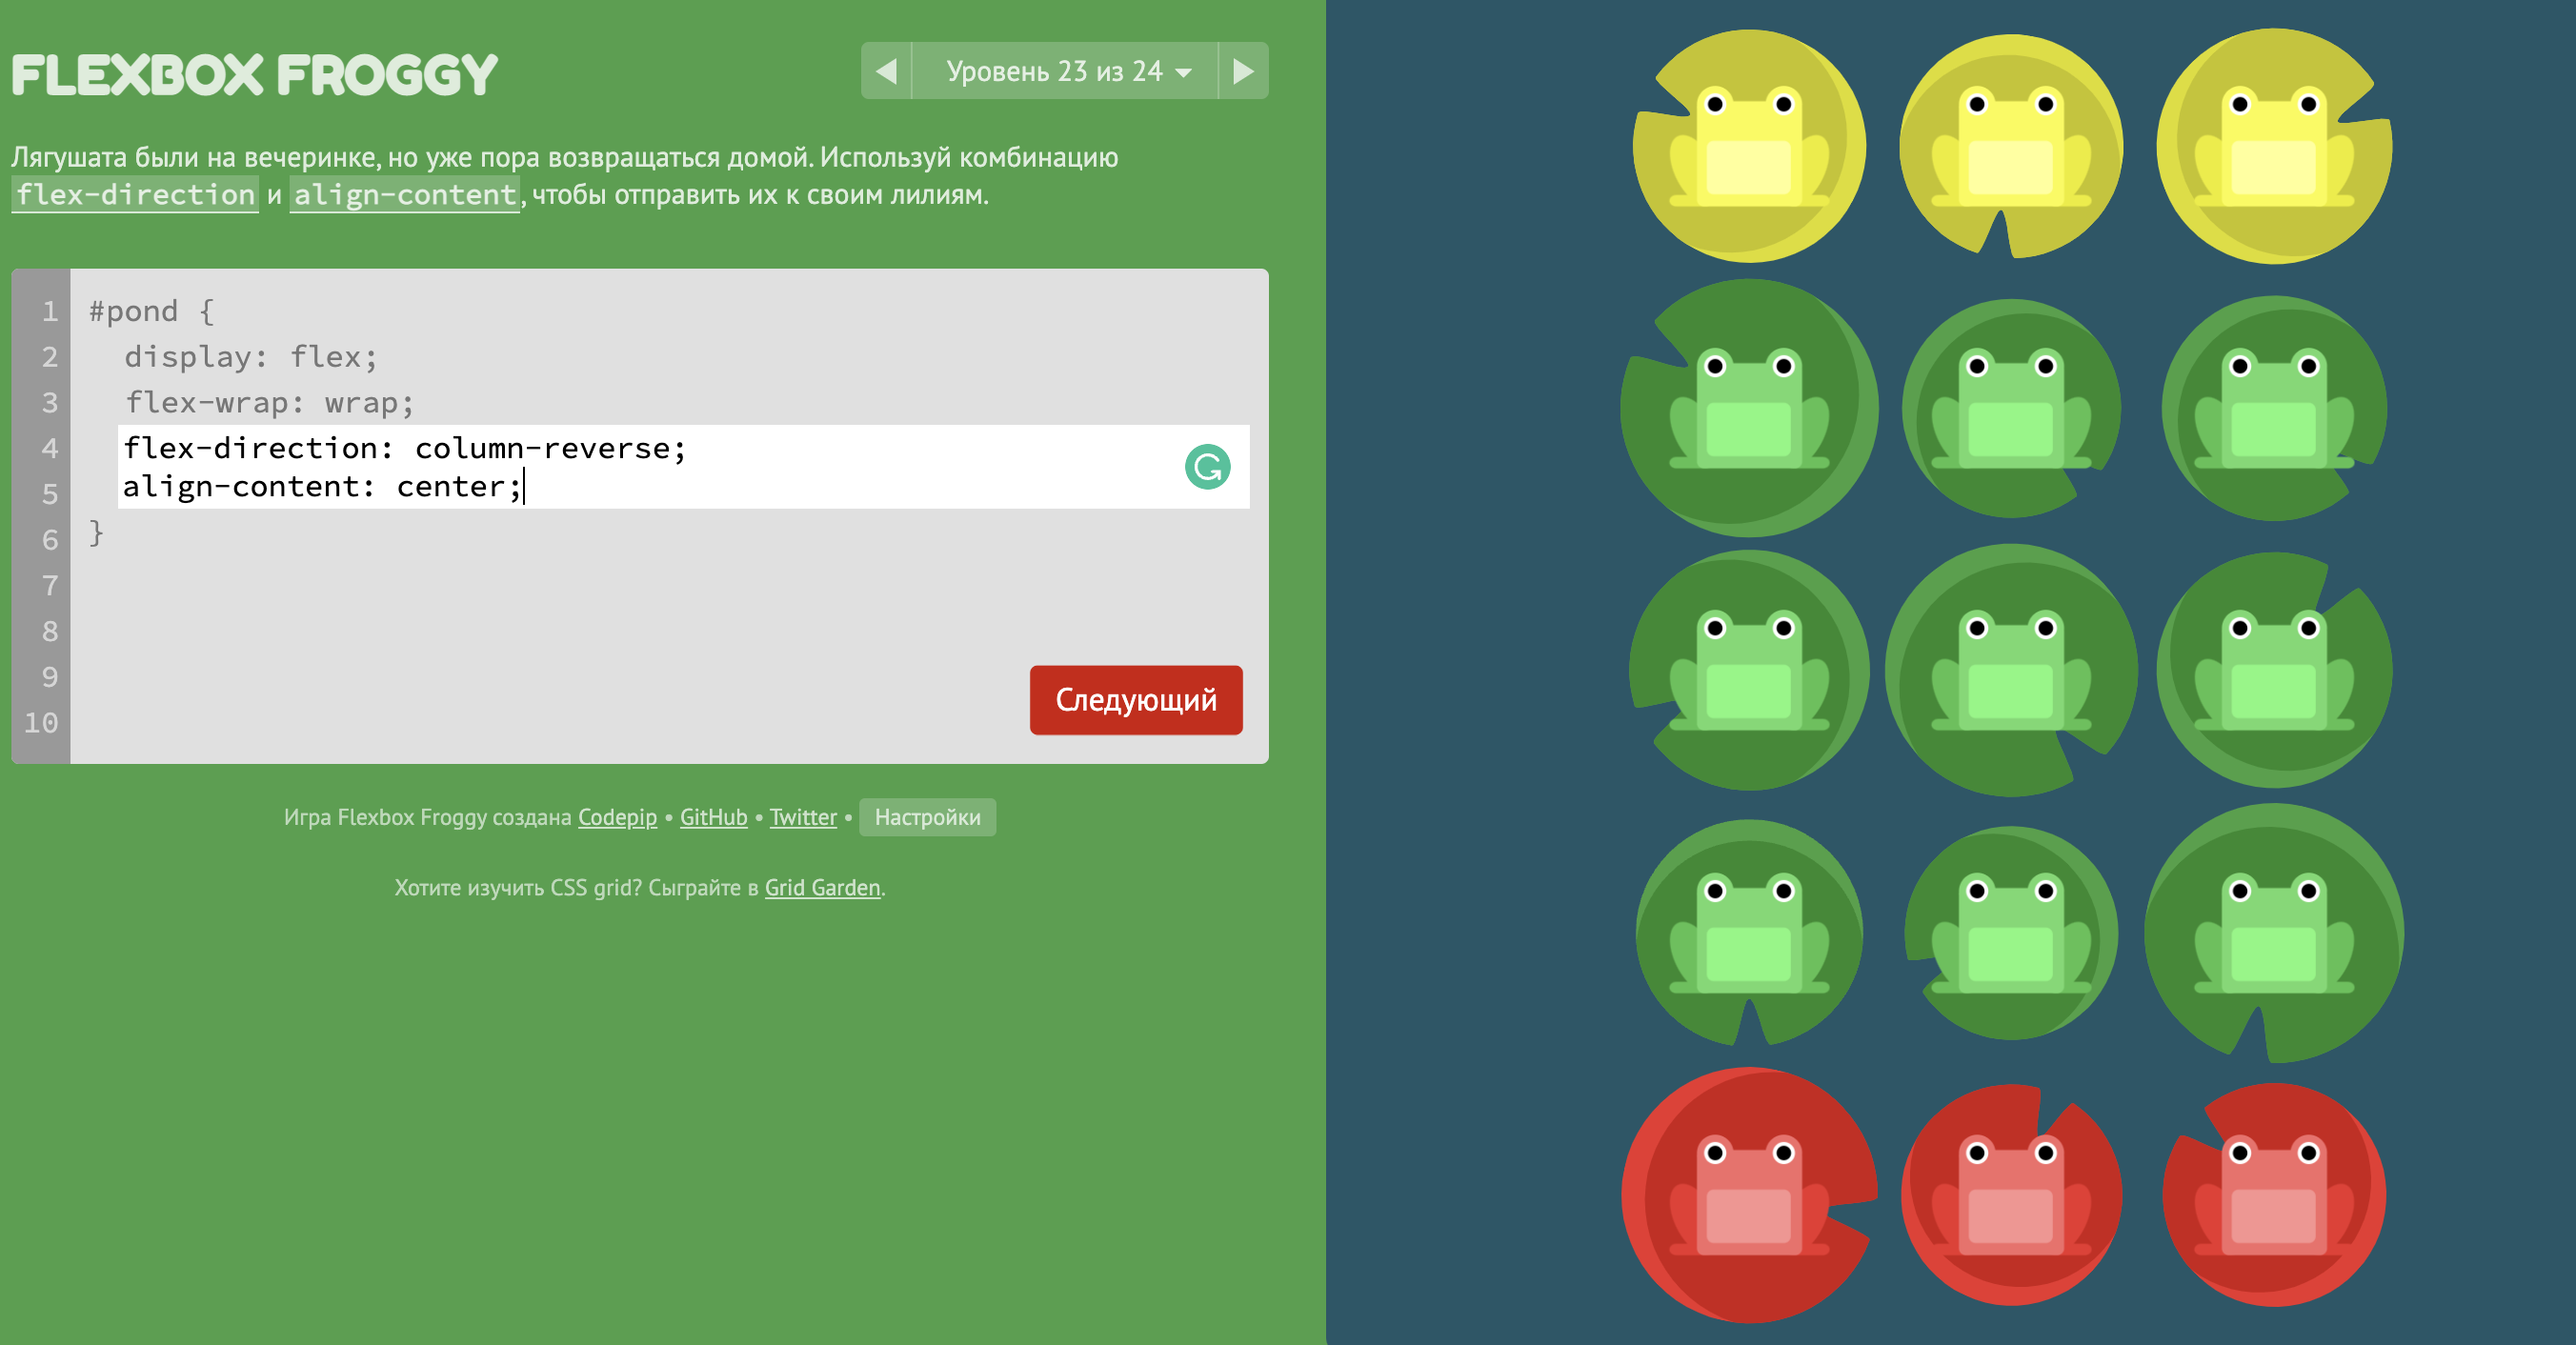 FLEXBOX FROGGY
Уровень 23 из 24
Лягушата были на вечеринке, но уже пора возвращаться домой. Используй комбинацию
flex-direction и align-content, чтобы отправить их к своим лилиям.
1 #pond {
2 display: flex;
3 flex-wrap: wrap;
4 flex-direction: column-reverse;
5 align-content: center;
6 }
7
8
9
10
Следующий
Игра Flexbox Froggy создана Codepip • GitHub • Twitter • Настройки
Хотите изучить CSS grid? Сыграйте в Grid Garden.